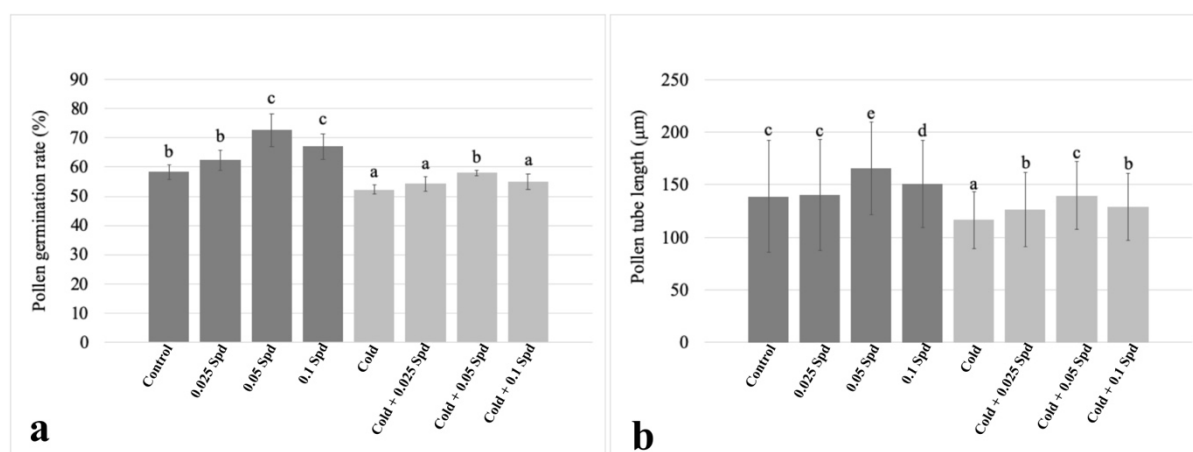 Pollen germination rate (%)
90
80
70
60
50
40
30
20
10
0
b
b
c
c
a
a
b
a
Control
0.025 Spd
0.05 Spd
0.1 Spd
Cold
Cold + 0.025 Spd
Cold + 0.05 Spd
Cold + 0.1 Spd
a
Pollen tube length (µm)
250
200
150
100
50
0
c
c
e
d
a
b
c
b
Control
0.025 Spd
0.05 Spd
0.1 Spd
Cold
Cold + 0.025 Spd
Cold + 0.05 Spd
Cold + 0.1 Spd
b